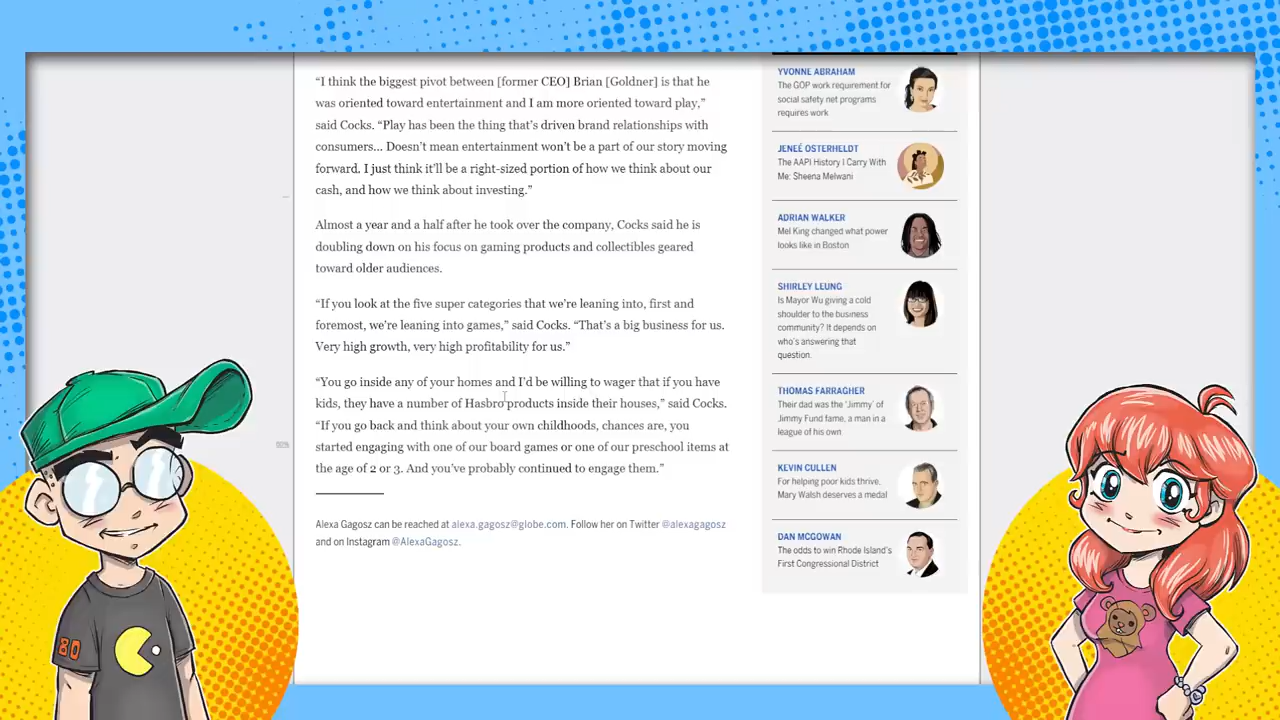 “I think the biggest pivot between [former CEO] Brian [Goldner] is that he
was oriented toward entertainment and I am more oriented toward play,”
said Cocks. “Play has been the thing that’s driven brand relationships with
consumers... Doesn’t mean entertainment won’t be a part of our story moving
forward. I just think it’ll be a right-sized portion of how we think about our
cash, and how we think about investing.”
Almost a year and a half after he took over the company, Cocks said he is
doubling down on his focus on gaming products and collectibles geared
toward older audiences.
“If you look at the five super categories that we’re leaning into, first and
foremost, we’re leaning into games,” said Cocks. “That’s a big business for us.
Very high growth, very high profitability for us.”
“You go inside any of your homes and I’d be willing to wager that if you have
kids, they have a number of Hasbro products inside their houses,” said Cocks.
“If you go back and think about your own childhoods, chances are, you
started engaging with one of our board games or one of our preschool items at
the age of 2 or 3. And you’ve probably continued to engage them.”
Alexa Gagosz can be reached at alexa.gagosz@globe.com. Follow her on Twitter @alexagagosz
and on Instagram @AlexaGagosz.
YVONNE ABRAHAM
The GOP work requirement for
social safety net programs
requires work
JENEÉ OSTERHELDT
The AAPI History I Carry With
Me: Sheena Melwani
ADRIAN WALKER
Mel King changed what power
looks like in Boston
SHIRLEY LEUNG
Is Mayor Wu giving a cold
shoulder to the business
community? It depends on
who’s answering that
question.
THOMAS FARRAGHER
Their dad was the ‘Jimmy’ of
Jimmy Fund fame, a man in a
league of his own
KEVIN CULLEN
For helping poor kids thrive,
Mary Walsh deserves a medal
DAN MCGOWAN
The odds to win Rhode Island’s
First Congressional District
80